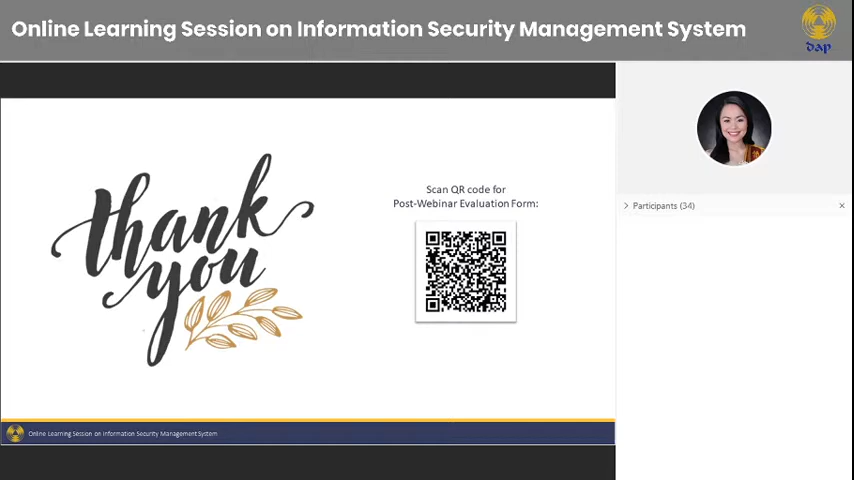 Online Learning Session on Information Security Management System
dap
thank
you
Scan QR code for
Post-Webinar Evaluation Form:
Participants (34)
Online Learning Session on Information Security Management System